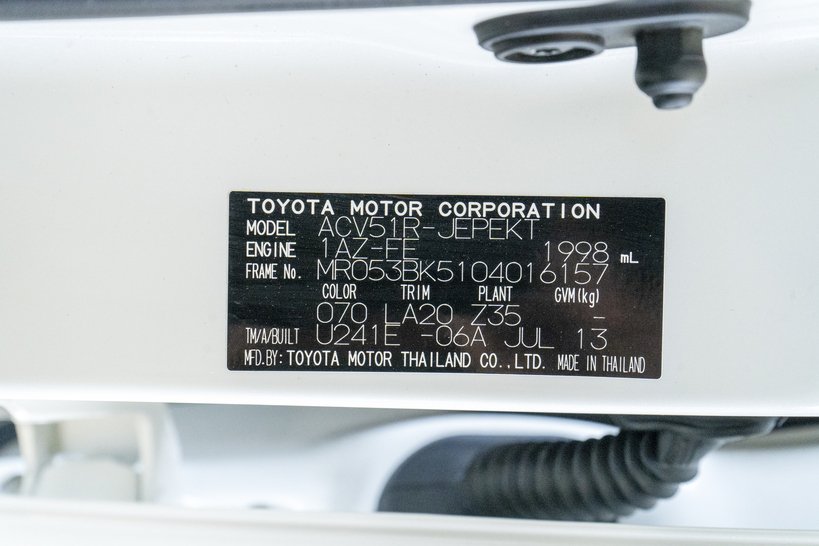 TOYOTA MOTOR CORPORATION
MODEL ACV51R-JEPEKT
ENGINE 1AZ-FE 1998 mL
FRAME No. MR053BK5104016157
COLOR TRIM PLANT GVM(kg)
070 LA20 Z35 -
TM/A/BUILT U241E -06A JUL 13
MFD.BY: TOYOTA MOTOR THAILAND CO.,LTD. MADE IN THAILAND